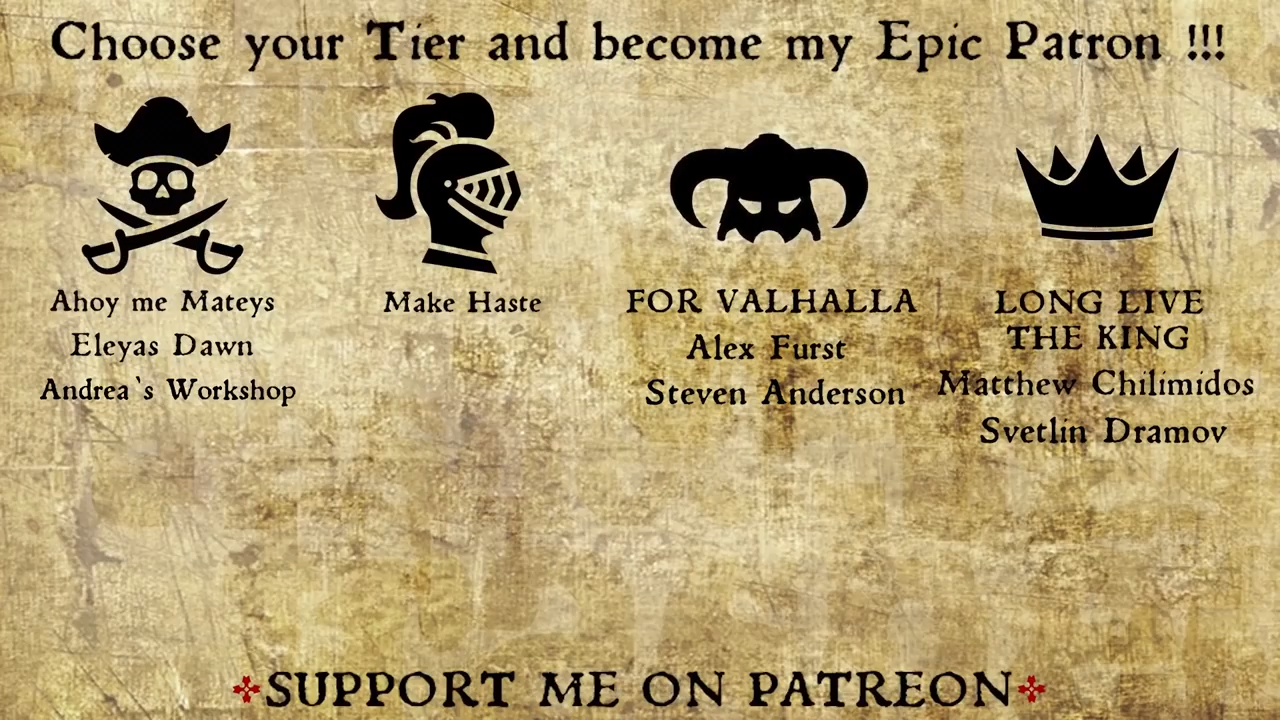 Choose your Tier and become my Epic Patron !!!
Ahoy me Mateys
Eleyas Dawn
Andrea`s Workshop
Make Haste
FOR VALHALLA
Alex Furst
Steven Anderson
LONG LIVE
THE KING
Matthew Chilimidos
Svetlin Dramov
SUPPORT ME ON PATREON